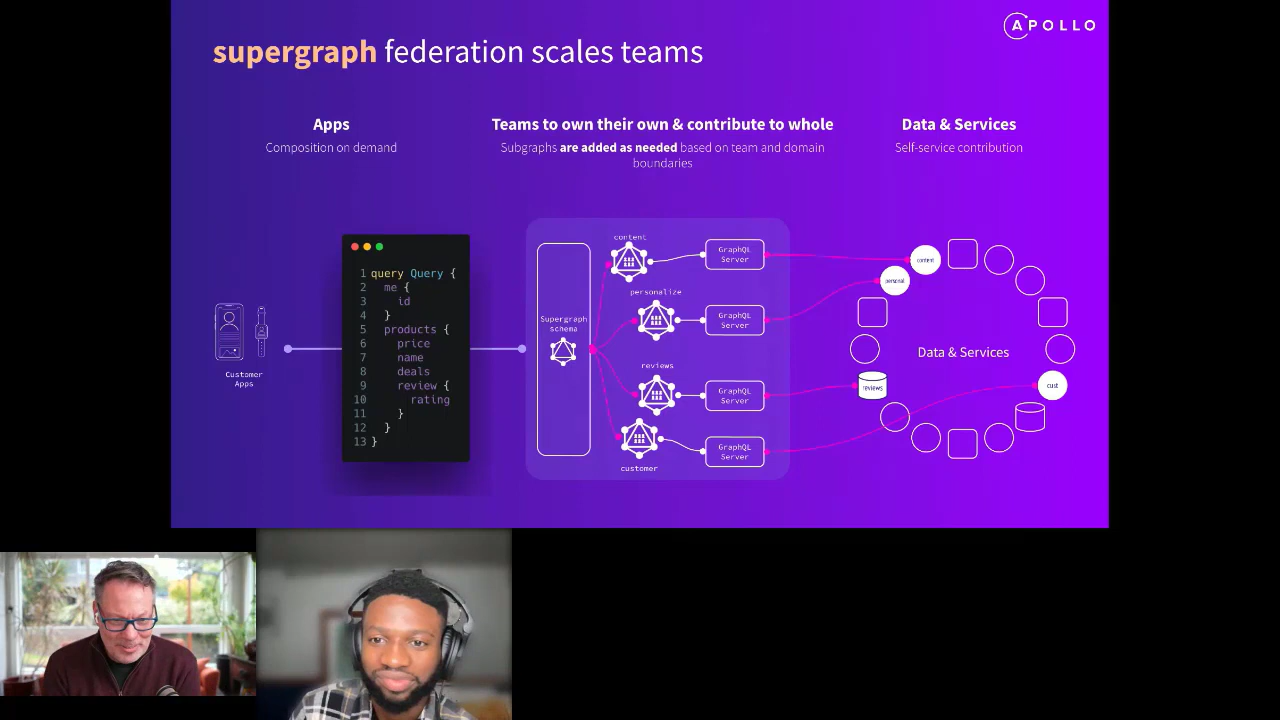 APOLLO
supergraph federation scales teams
Apps
Composition on demand
Teams to own their own & contribute to whole
Subgraphs are added as needed based on team and domain
boundaries
Data & Services
Self-service contribution
Customer
Apps
1 query Query {
2 me {
3 id
4 }
5 products {
6 price
7 name
8 deals
9 review {
10 rating
11 }
12 }
13 }
Supergraph
schema
content
personalize
reviews
customer
GraphQL
Server
GraphQL
Server
GraphQL
Server
GraphQL
Server
content
personal
reviews
cust
Data & Services